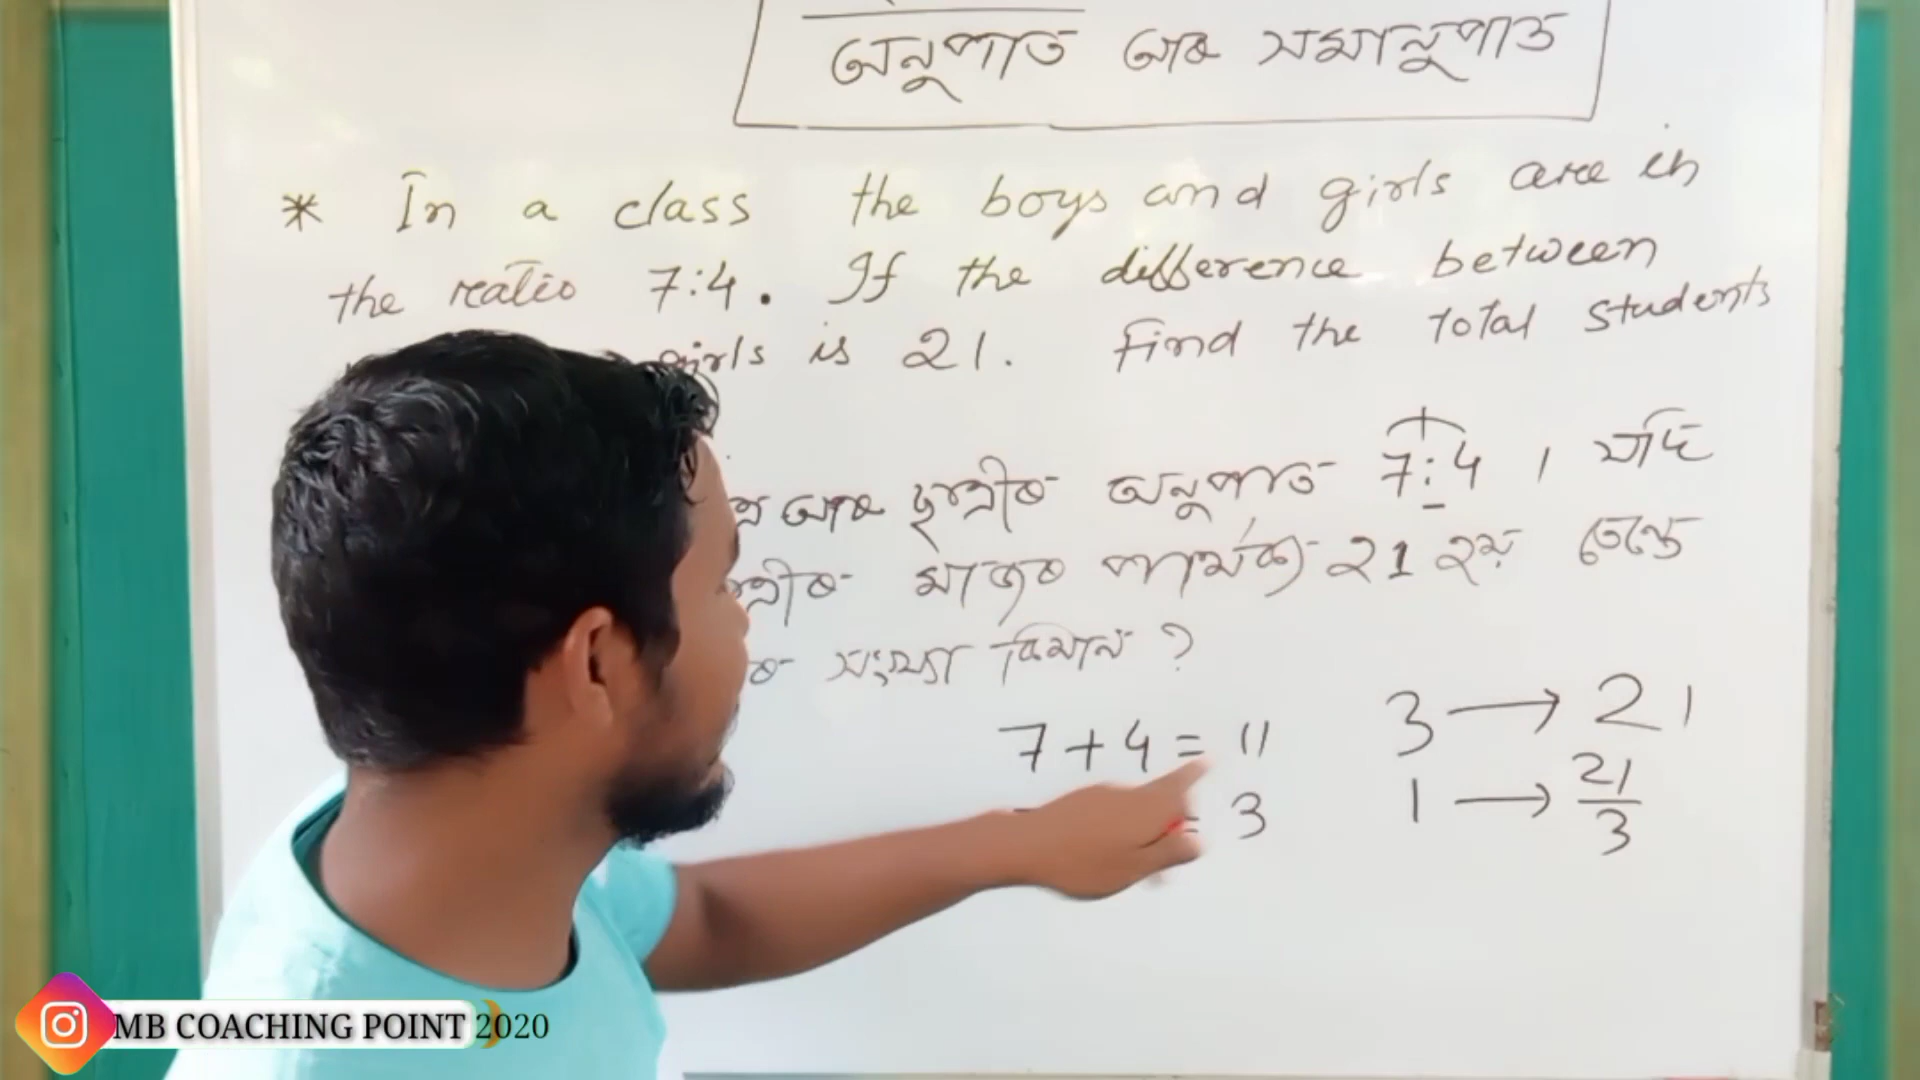 অনুপাত আৰু সমানুপাত
* In a class the boys and girls are in
the ratio 7:4. If the difference between
girls is 21. Find the total students
আৰু ছাত্ৰীৰ অনুপাত 7:4, যদি
মাজৰ পাৰ্থক্য 21 হয় তেন্তে
সংখ্যা কিমান ?
7 + 4 = 11
= 3
3 → 21
1 → 21/3
MB COACHING POINT 2020